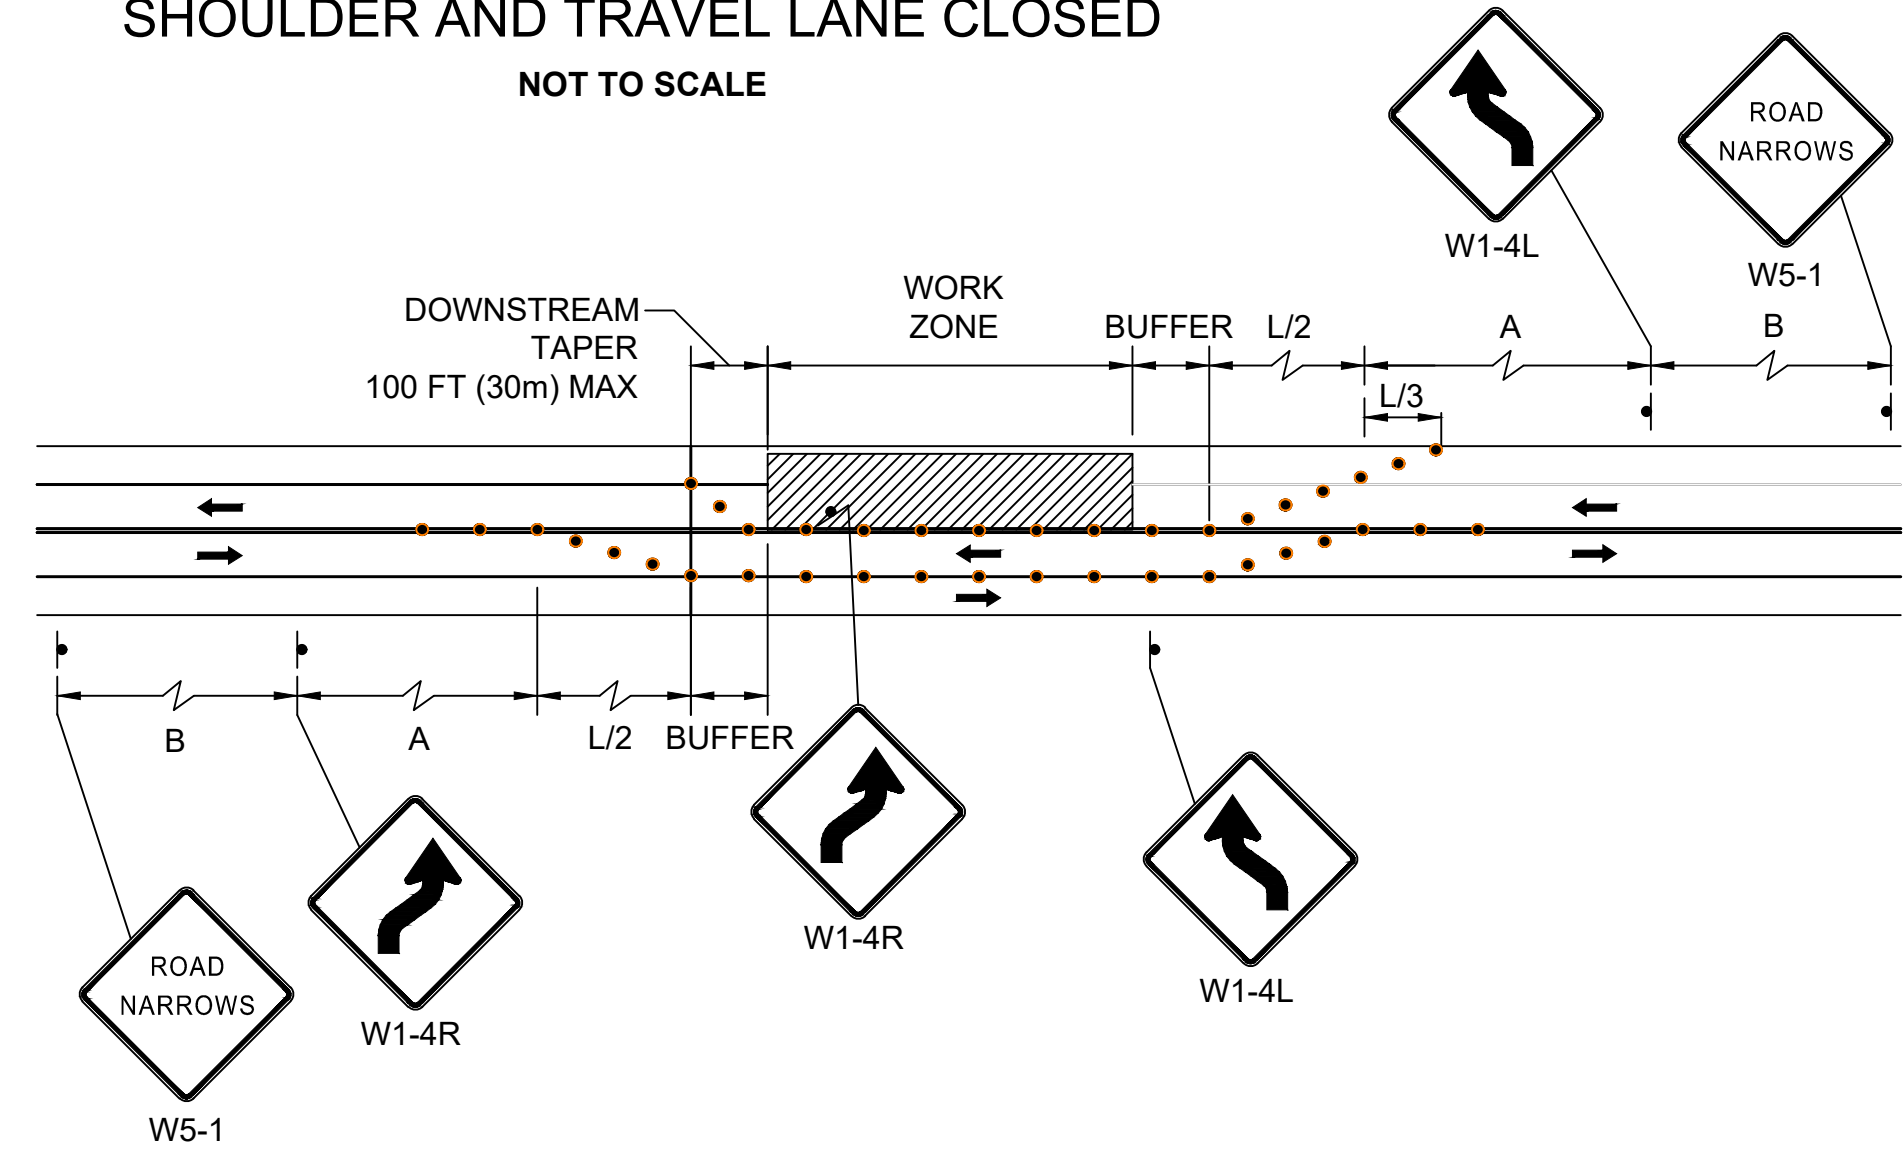 SHOULDER AND TRAVEL LANE CLOSED
NOT TO SCALE
ROAD
NARROWS
W1-4L
W5-1
DOWNSTREAM
TAPER
100 FT (30m) MAX
WORK
ZONE
BUFFER
L/2
A
B
L/3
B
A
L/2
BUFFER
W1-4R
W1-4L
ROAD
NARROWS
W1-4R
W5-1